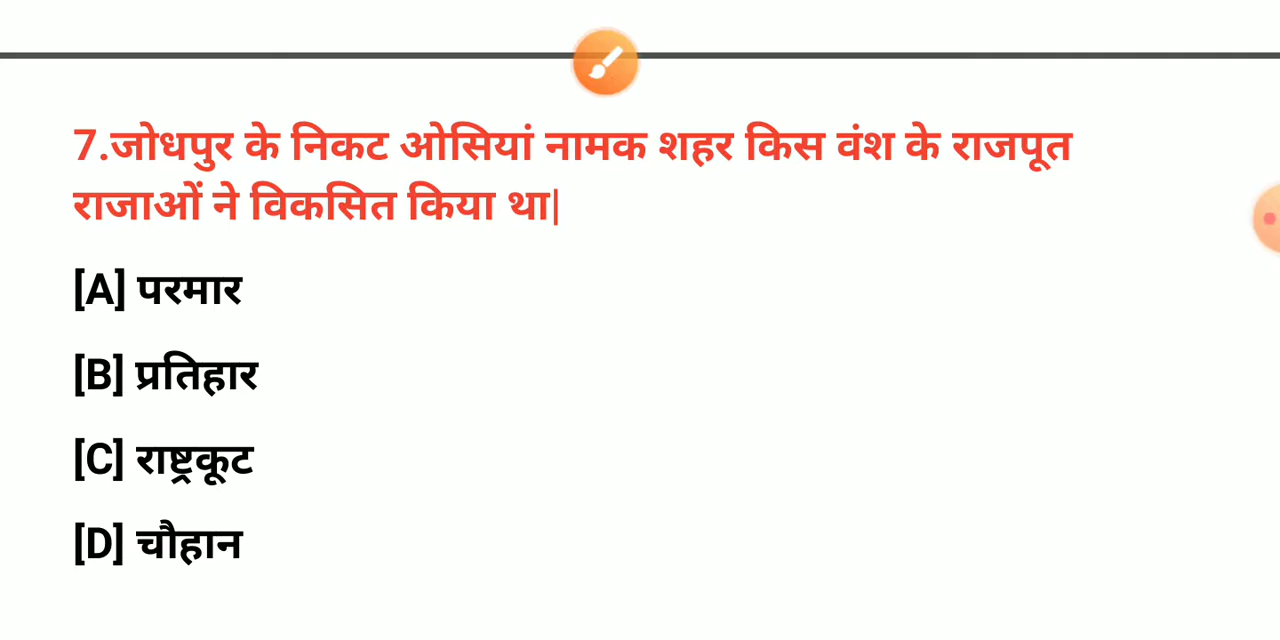 7.जोधपुर के निकट ओसियां नामक शहर किस वंश के राजपूत
राजाओं ने विकसित किया था|
[A] परमार
[B] प्रतिहार
[C] राष्ट्रकूट
[D] चौहान